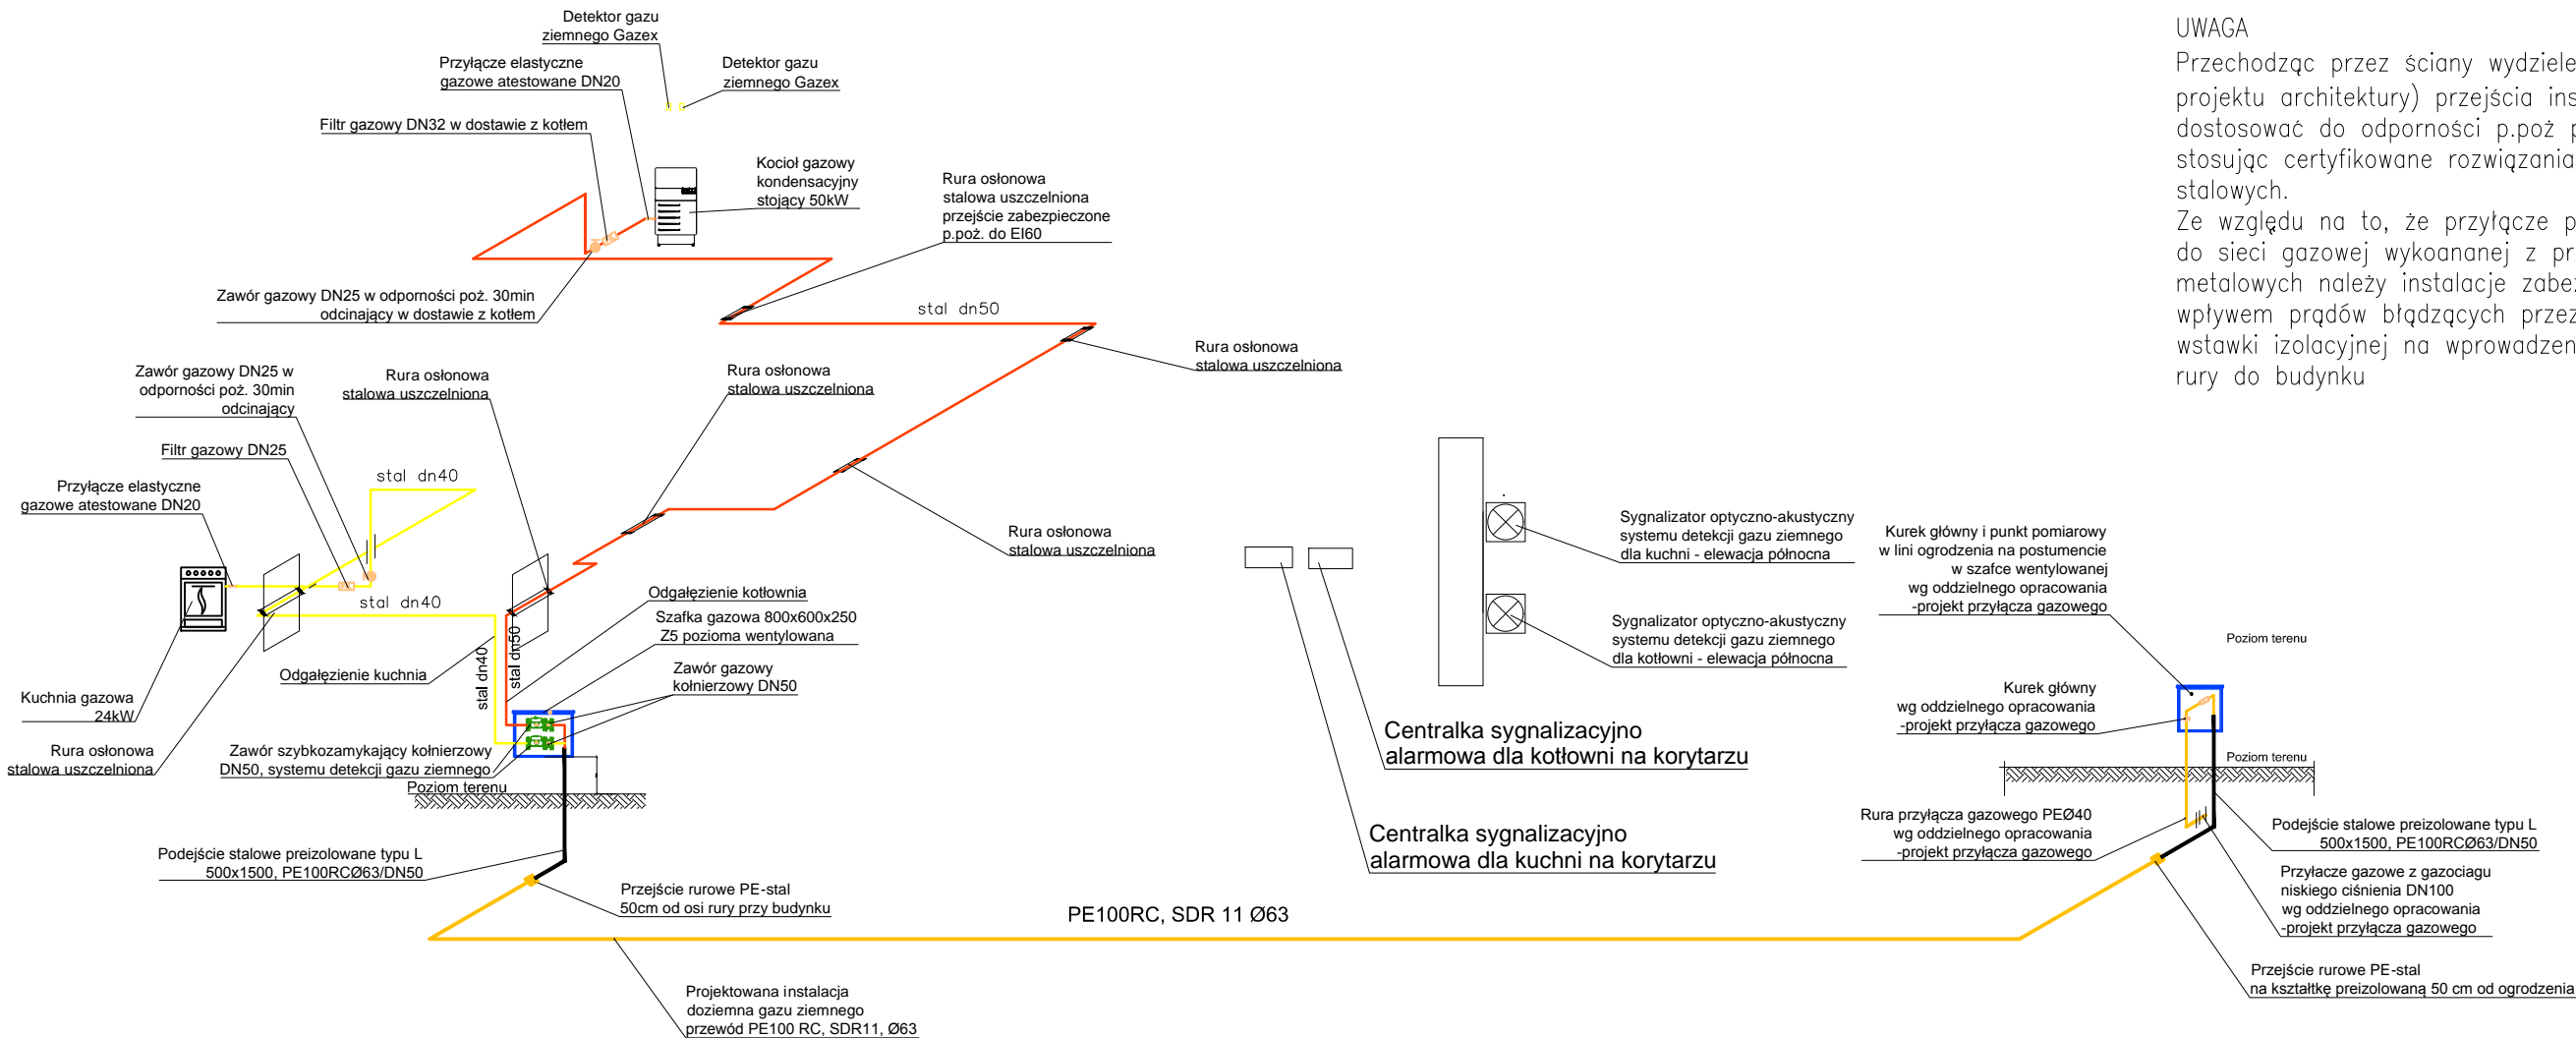 Detektor gazu
ziemnego Gazex
Przyłącze elastyczne
gazowe atestowane DN20
Detektor gazu
ziemnego Gazex
Filtr gazowy DN32 w dostawie z kotłem
Kocioł gazowy
kondensacyjny
stojący 50kW
Rura osłonowa
stalowa uszczelniona
przejście zabezpieczone
p.poż. do EI60
Zawór gazowy DN25 w odporności poż. 30min
odcinający w dostawie z kotłem
stal dn50
Rura osłonowa
stalowa uszczelniona
Rura osłonowa
stalowa uszczelniona
Rura osłonowa
stalowa uszczelniona
Zawór gazowy DN25 w
odporności poż. 30min
odcinający
Filtr gazowy DN25
stal dn40
Przyłącze elastyczne
gazowe atestowane DN20
Rura osłonowa
stalowa uszczelniona
stal dn40
Odgałęzienie kotłownia
Szafka gazowa 800x600x250
Z5 pozioma wentylowana
stal dn40
stal dn50
Odgałęzienie kuchnia
Zawór gazowy
kołnierzowy DN50
Kuchnia gazowa
24kW
Rura osłonowa
stalowa uszczelniona
Zawór szybkozamykający kołnierzowy
DN50, systemu detekcji gazu ziemnego
Poziom terenu
Podejście stalowe preizolowane typu L
500x1500, PE100RCØ63/DN50
Przejście rurowe PE-stal
50cm od osi rury przy budynku
PE100RC, SDR 11 Ø63
Projektowana instalacja
doziemna gazu ziemnego
przewód PE100 RC, SDR11, Ø63
Sygnalizator optyczno-akustyczny
systemu detekcji gazu ziemnego
dla kuchni - elewacja północna
Sygnalizator optyczno-akustyczny
systemu detekcji gazu ziemnego
dla kotłowni - elewacja północna
Centralka sygnalizacyjno
alarmowa dla kotłowni na korytarzu
Centralka sygnalizacyjno
alarmowa dla kuchni na korytarzu
UWAGA
Przechodząc przez ściany wydziele
projektu architektury) przejścia ins
dostosować do odporności p.poż p
stosując certyfikowane rozwiązania
stalowych.
Ze względu na to, że przyłącze p
do sieci gazowej wykoananej z pr
metalowych należy instalacje zabez
wpływem prądów błądzących przez
wstawki izolacyjnej na wprowadzen
rury do budynku
Kurek główny i punkt pomiarowy
w lini ogrodzenia na postumencie
w szafce wentylowanej
wg oddzielnego opracowania
-projekt przyłącza gazowego
Poziom terenu
Kurek główny
wg oddzielnego opracowania
-projekt przyłącza gazowego
Poziom terenu
Rura przyłącza gazowego PEØ40
wg oddzielnego opracowania
-projekt przyłącza gazowego
Podejście stalowe preizolowane typu L
500x1500, PE100RCØ63/DN50
Przyłacze gazowe z gazociagu
niskiego ciśnienia DN100
wg oddzielnego opracowania
-projekt przyłącza gazowego
Przejście rurowe PE-stal
na kształtkę preizolowaną 50 cm od ogrodzenia